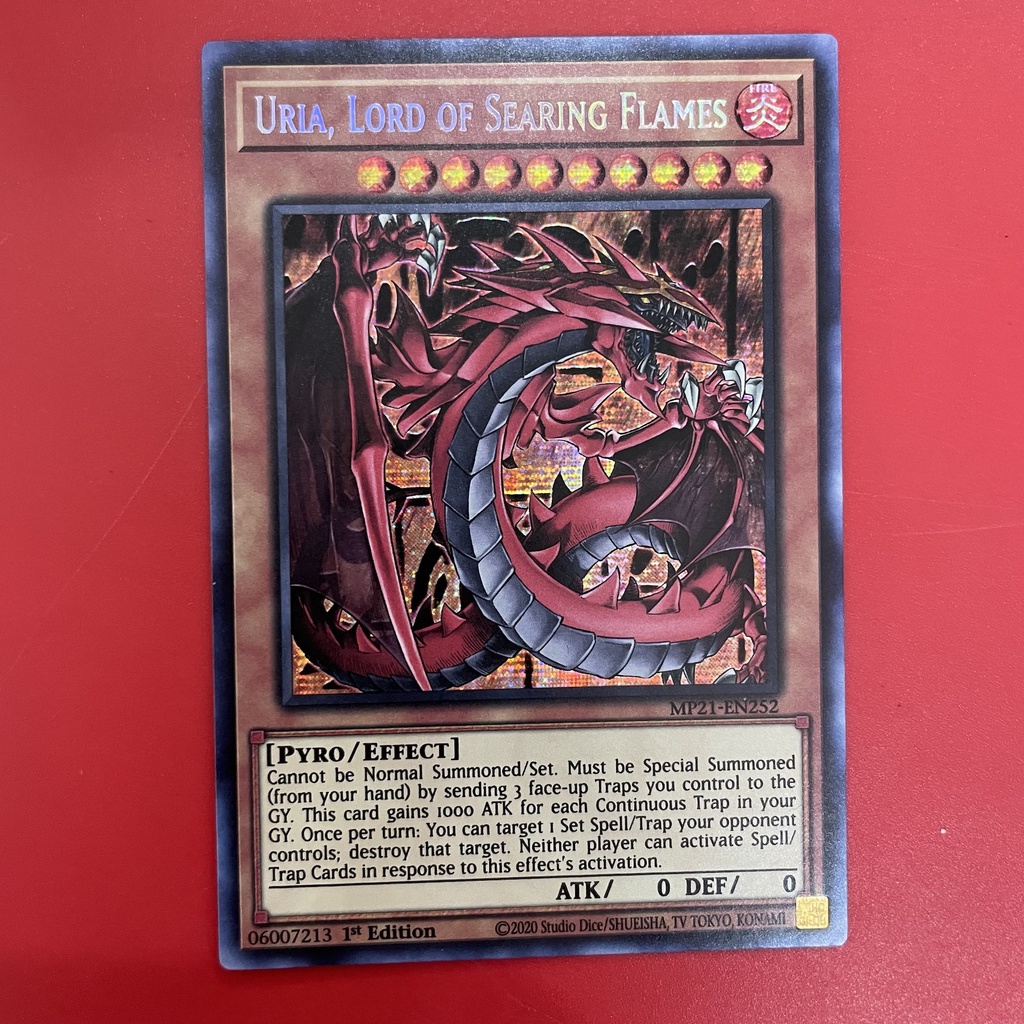 URIA, LORD OF SEARING FLAMES
FIRE
炎
MP21-EN252
[PYRO/EFFECT]
Cannot be Normal Summoned/Set. Must be Special Summoned
(from your hand) by sending 3 face-up Traps you control to the
GY. This card gains 1000 ATK for each Continuous Trap in your
GY. Once per turn: You can target 1 Set Spell/Trap your opponent
controls; destroy that target. Neither player can activate Spell/
Trap Cards in response to this effect's activation.
ATK/ 0 DEF/ 0
06007213 1st Edition ©2020 Studio Dice/SHUEISHA, TV TOKYO, KONAMI